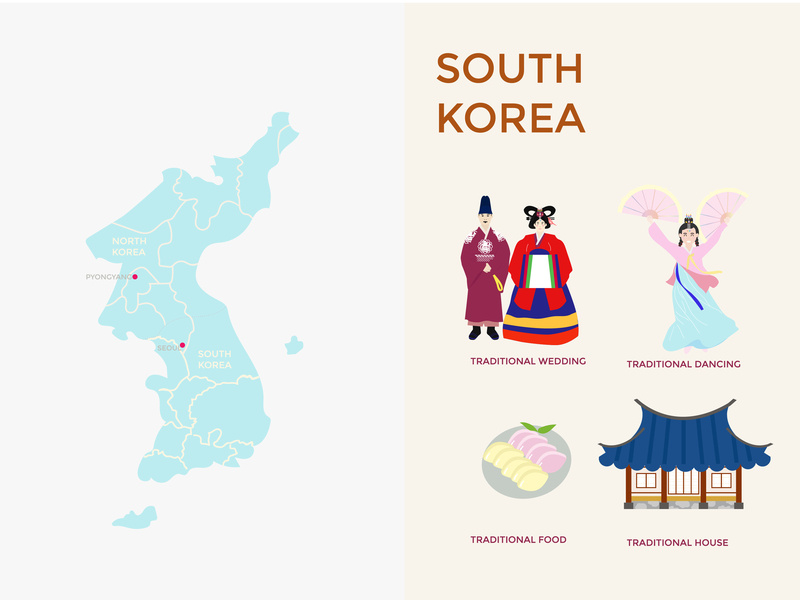 NORTH
KOREA
PYONGYANG
SEOUL
SOUTH
KOREA
SOUTH
KOREA
TRADITIONAL WEDDING
TRADITIONAL DANCING
TRADITIONAL FOOD
TRADITIONAL HOUSE